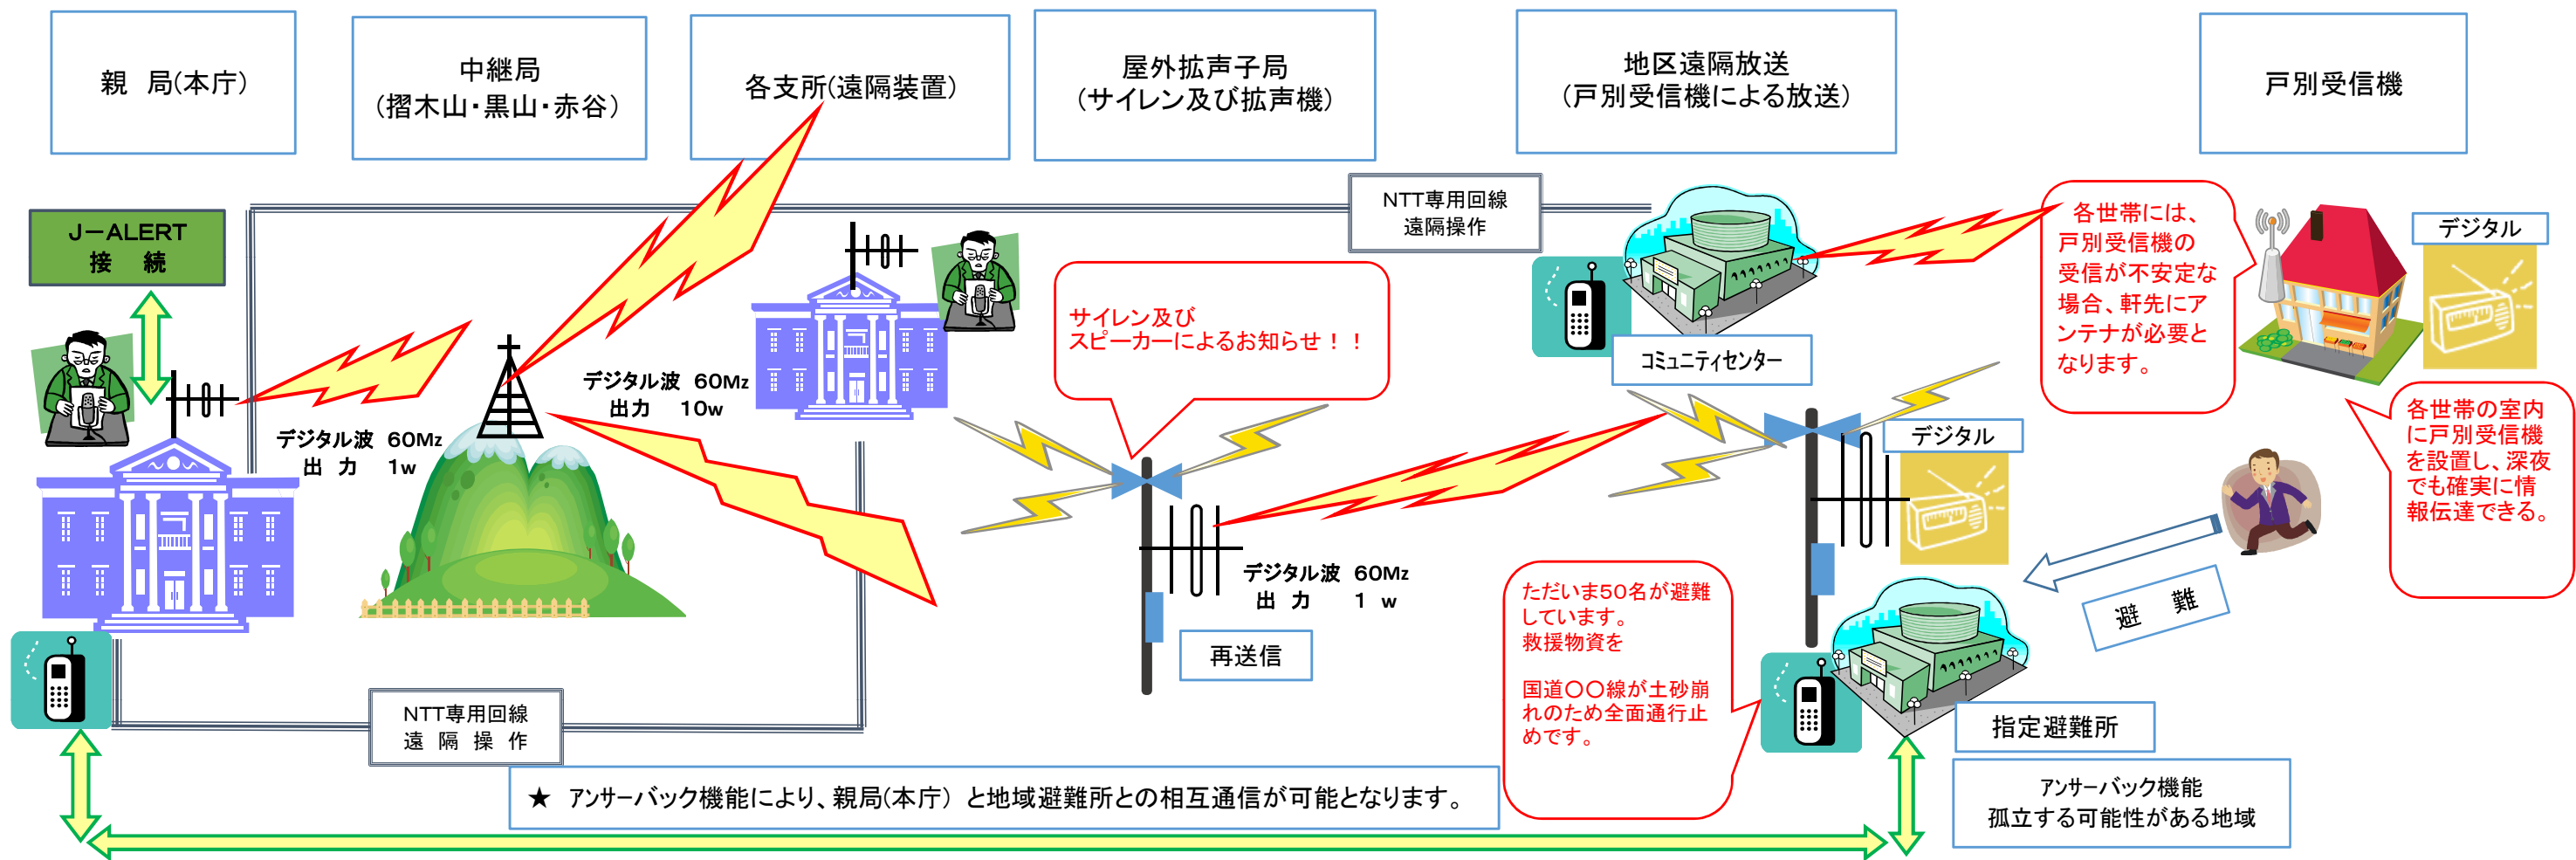 親　局(本庁)
中継局
（摺木山・黒山・赤谷）
各支所(遠隔装置)
屋外拡声子局
（サイレン及び拡声機）
地区遠隔放送
（戸別受信機による放送）
戸別受信機
J－ALERT
接　続
NTT専用回線
遠隔操作
各世帯には、
戸別受信機の
受信が不安定な
場合、軒先にア
ンテナが必要と
なります。
デジタル
サイレン及び
スピーカーによるお知らせ！！
コミュニティセンター
デジタル波　60Mz
出力　10w
デジタル波　60Mz
出　力　1w
デジタル
各世帯の室内
に戸別受信機
を設置し、深夜
でも確実に情
報伝達できる。
デジタル波　60Mz
出　力　1 w
再送信
ただいま50名が避難
しています。
救援物資を
国道〇〇線が土砂崩
れのため全面通行止
めです。
避　難
NTT専用回線
遠 隔 操 作
指定避難所
★　アンサーバック機能により、親局(本庁) と地域避難所との相互通信が可能となります。
アンサーバック機能
孤立する可能性がある地域